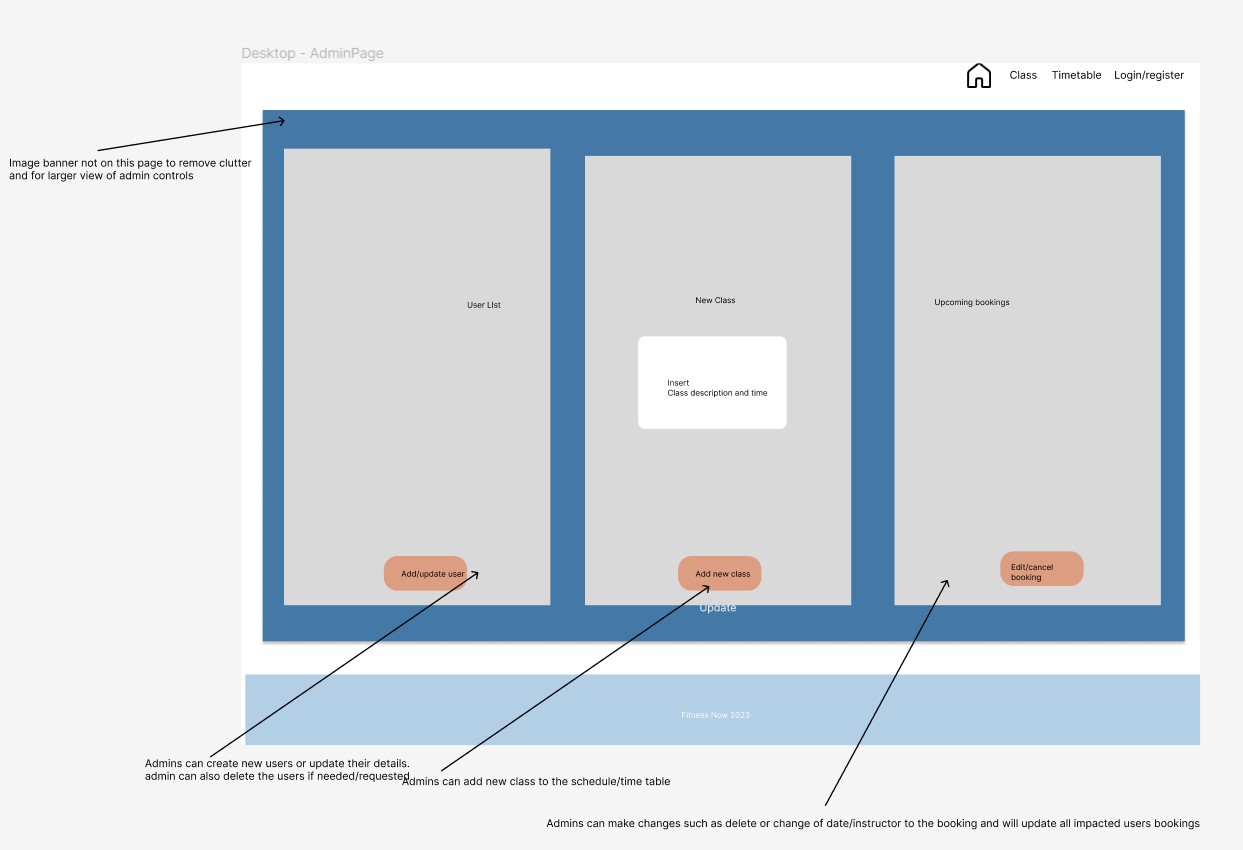 Desktop - AdminPage
Class
Timetable
Login/register
Image banner not on this page to remove clutter
and for larger view of admin controls
User LIst
New Class
Upcoming bookings
Insert
Class description and time
Add/update user
Add new class
Edit/cancel
booking
Update
Fitness Now 2023
Admins can create new users or update their details.
admin can also delete the users if needed/requested
Admins can add new class to the schedule/time table
Admins can make changes such as delete or change of date/instructor to the booking and will update all impacted users bookings